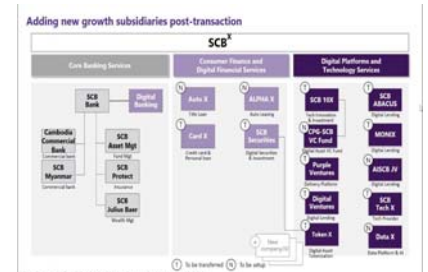 Adding new growth subsidiaries post-transaction
SCB X
Core Banking Services
Consumer Finance and
Digital Financial Services
Digital Platforms and
Technology Services
SCB
Bank
Digital
Banking
Cambodia
Commercial
Bank
Commercial bank
SCB
Myanmar
Commercial bank
SCB
Asset Mgt
Fund Mgt
SCB
Protect
Insurance
SCB
Julius Baer
Wealth Mgt
N
Auto X
Title Loan
N
ALPHA X
Auto Leasing
T
Card X
Credit card &
Personal loan
T
SCB
Securities
Digital Securities
& Investment
+
New
company(s)
T
SCB 10X
Tech Innovation
& Investment
N
CPG-SCB
VC Fund
Digital Asset VC Fund
T
Purple
Ventures
Delivery Platform
T
Digital
Ventures
Digital Lending
T
Token X
Digital Asset
Tokenization
T
SCB
ABACUS
Digital Lending
T
MONIX
Digital Lending
N
AISCB JV
Digital Lending
T
SCB
Tech X
Tech Provider
N
Data X
Data Platform & AI
T To be transferred N To be setup